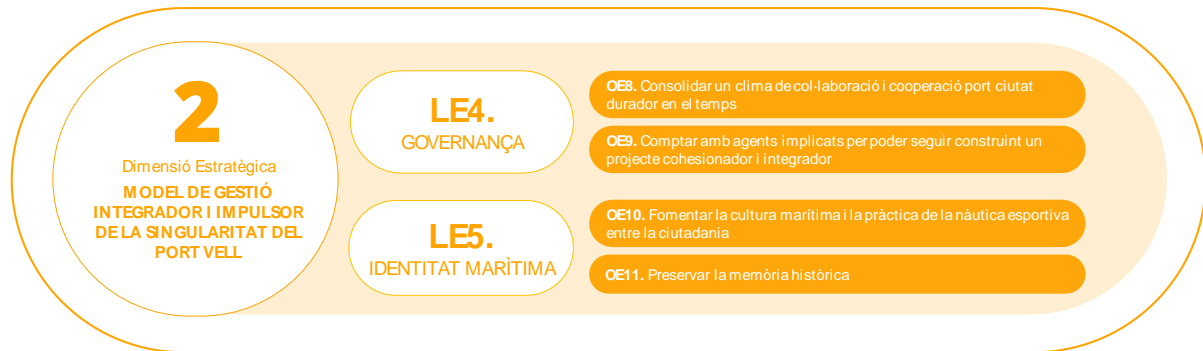 2
Dimensió Estratègica
MODEL DE GESTIÓ
INTEGRADOR I IMPULSOR
DE LA SINGULARITAT DEL
PORT VELL
LE4.
GOVERNANÇA
OE8. Consolidar un clima de col·laboració i cooperació port ciutat
durador en el temps
OE9. Comptar amb agents implicats per poder seguir construint un
projecte cohesionador i integrador
LE5.
IDENTITAT MARÌTIMA
OE10. Fomentar la cultura marítima i la pràctica de la nàutica esportiva
entre la ciutadania
OE11. Preservar la memòria històrica